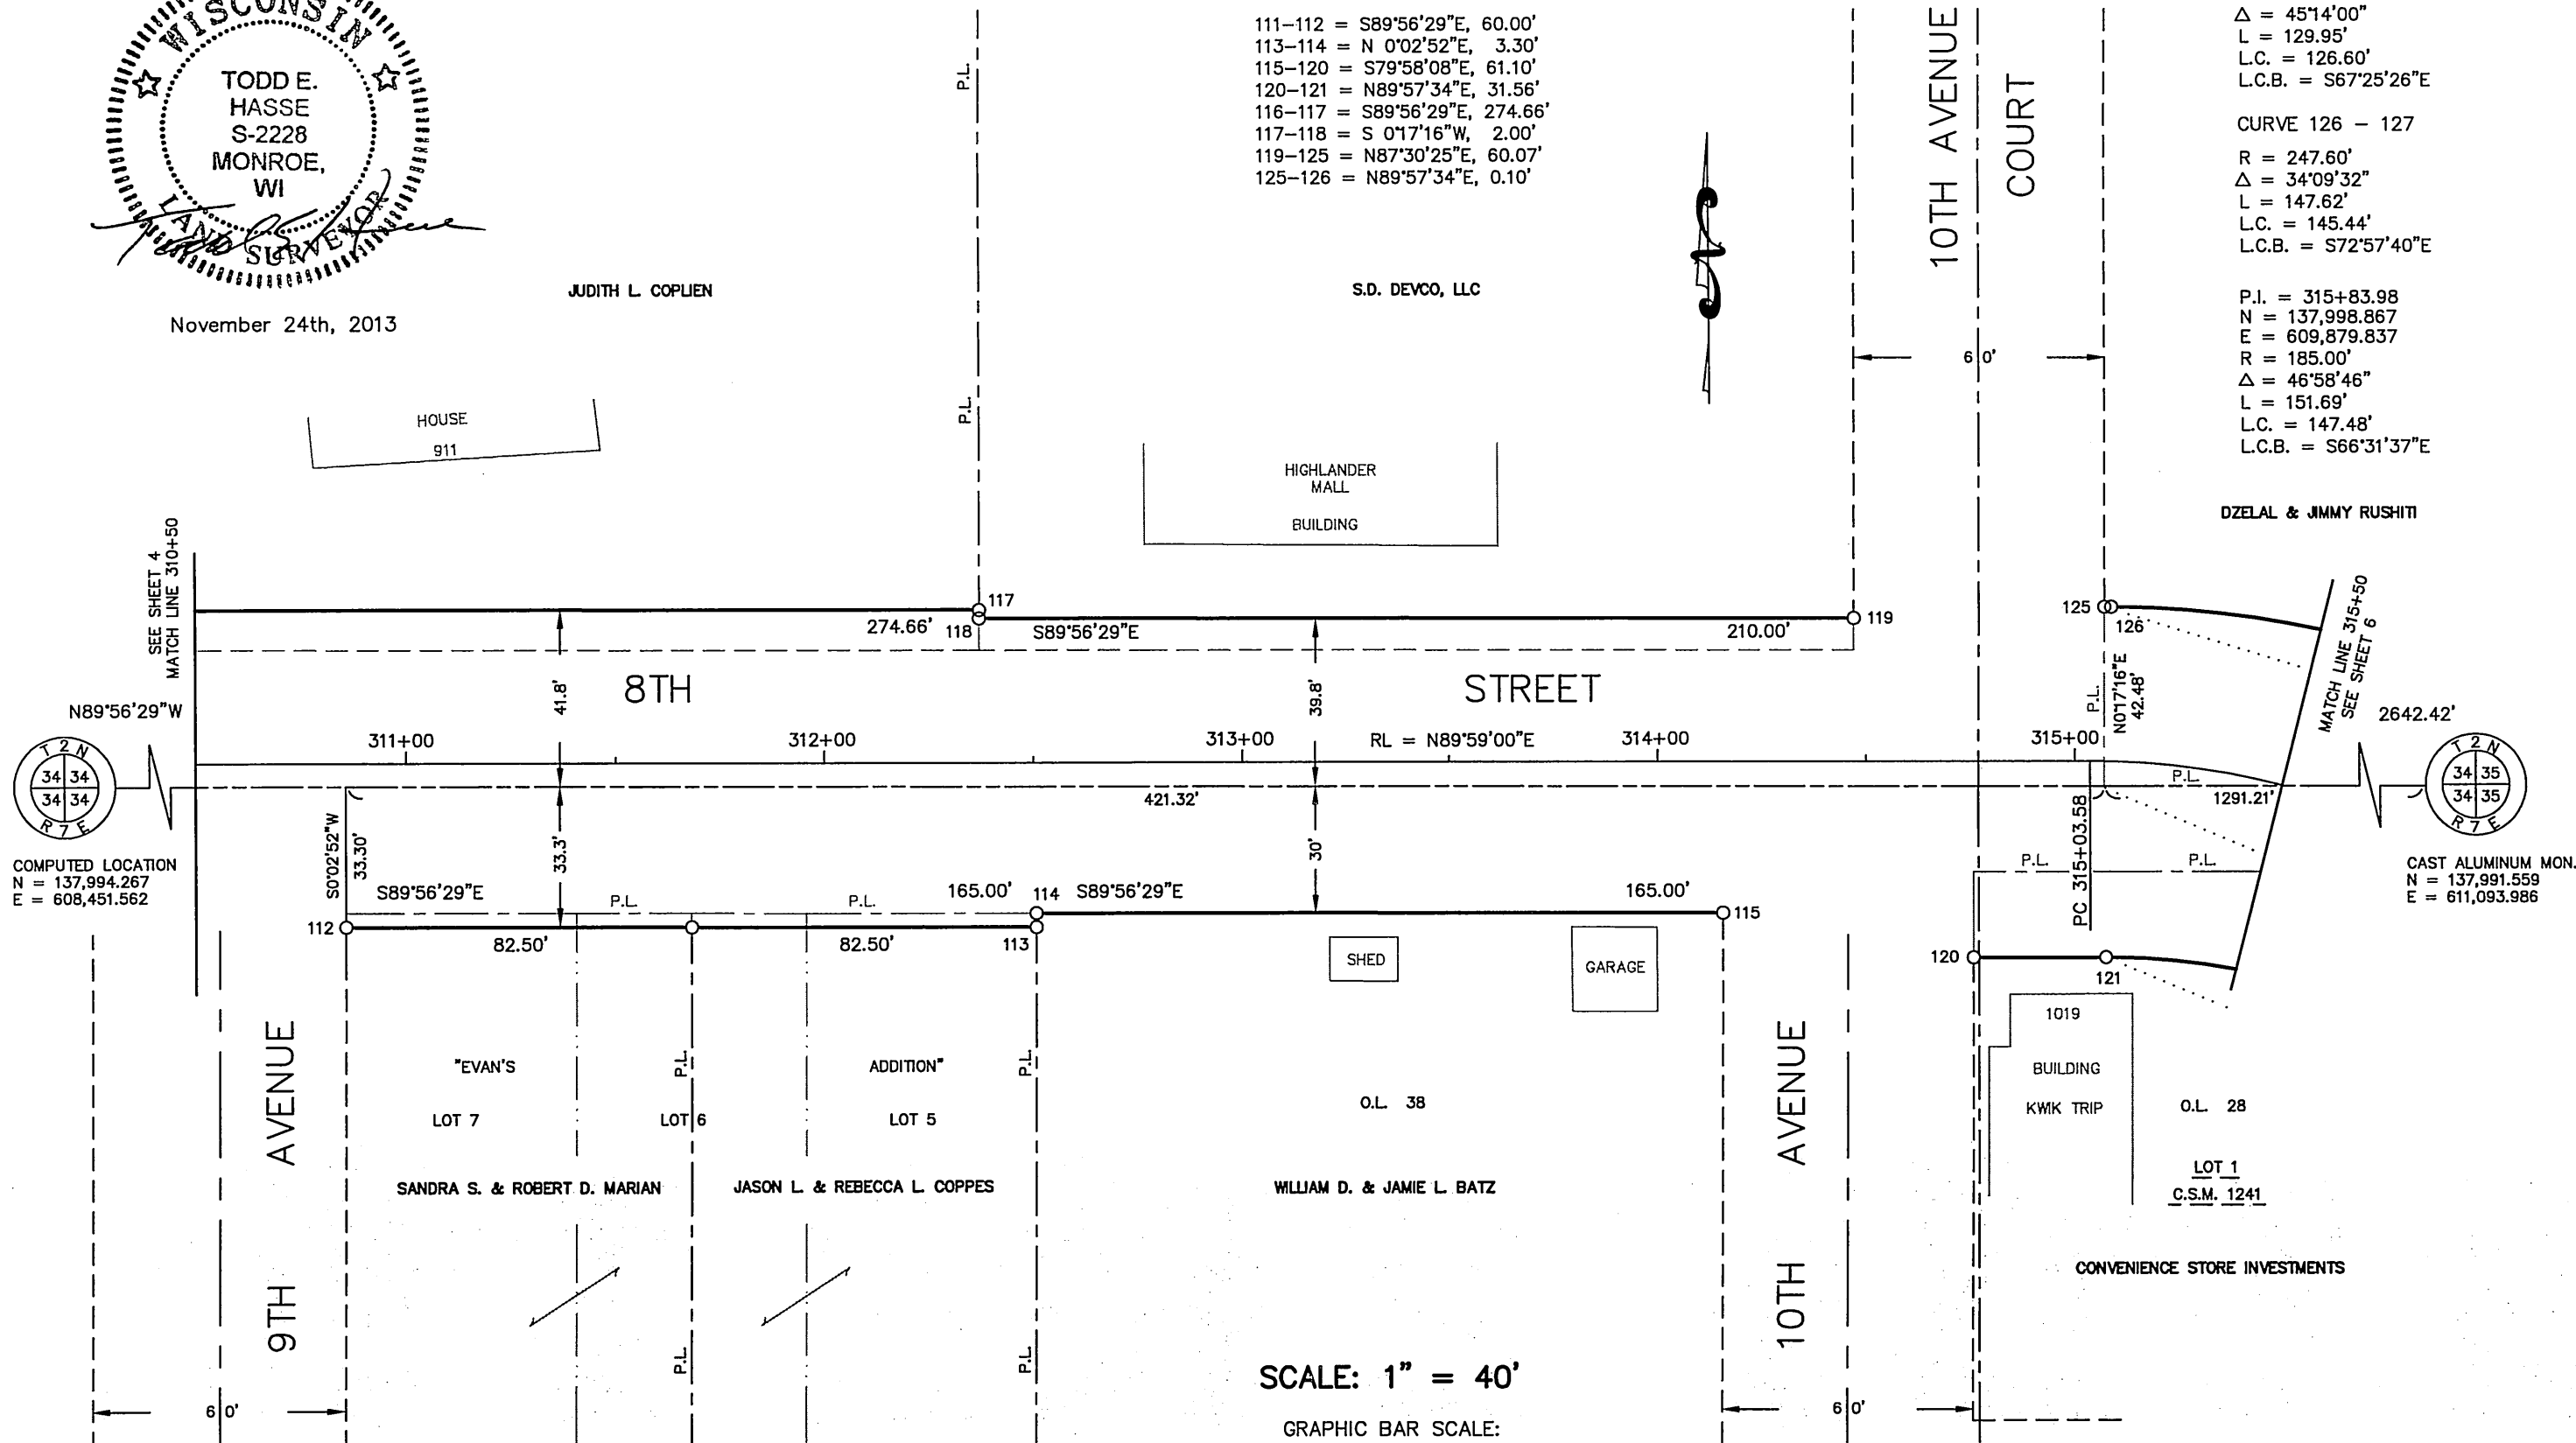 WISCONSIN
TODD E.
HASSE
S-2228
MONROE,
WI
LAND SURVEYOR
November 24th, 2013
111-112 = S89°56'29"E, 60.00'
113-114 = N 0°02'52"E, 3.30'
115-120 = S79°58'08"E, 61.10'
120-121 = N89°57'34"E, 31.56'
116-117 = S89°56'29"E, 274.66'
117-118 = S 0°17'16"W, 2.00'
119-125 = N87°30'25"E, 60.07'
125-126 = N89°57'34"E, 0.10'
10TH AVENUE
COURT
Δ = 45°14'00"
L = 129.95'
L.C. = 126.60'
L.C.B. = S67°25'26"E
CURVE 126 - 127
R = 247.60'
Δ = 34°09'32"
L = 147.62'
L.C. = 145.44'
L.C.B. = S72°57'40"E
P.I. = 315+83.98
N = 137,998.867
E = 609,879.837
R = 185.00'
Δ = 46°58'46"
L = 151.69'
L.C. = 147.48'
L.C.B. = S66°31'37"E
P.L.
P.L.
JUDITH L. COPLIEN
S.D. DEVCO, LLC
60'
HOUSE
911
HIGHLANDER
MALL
BUILDING
DZELAL & JIMMY RUSHITI
SEE SHEET 4
MATCH LINE 310+50
117
274.66'
118
S89°56'29"E
210.00'
119
125
126
MATCH LINE 315+50
SEE SHEET 6
41.8'
8TH
39.8'
STREET
P.L.
N0°17'16"E
42.48'
N89°56'29"W
2642.42'
311+00
312+00
313+00
RL = N89°59'00"E
314+00
315+00
T 2 N
34 34
34 34
R 7 E
COMPUTED LOCATION
N = 137,994.267
E = 608,451.562
421.32'
P.L.
1291.21'
T 2 N
34 35
34 35
R 7 E
CAST ALUMINUM MON.
N = 137,991.559
E = 611,093.986
S0°02'52"W
33.30'
33.3'
30'
PC 315+03.58
P.L.
P.L.
S89°56'29"E
P.L.
P.L.
165.00'
114
S89°56'29"E
165.00'
115
112
82.50'
82.50'
113
120
121
SHED
GARAGE
1019
BUILDING
KWIK TRIP
O.L. 28
LOT 1
C.S.M. 1241
CONVENIENCE STORE INVESTMENTS
9TH AVENUE
"EVAN'S
ADDITION"
P.L.
P.L.
LOT 7
LOT 6
LOT 5
O.L. 38
SANDRA S. & ROBERT D. MARIAN
JASON L. & REBECCA L. COPPES
WILLIAM D. & JAMIE L. BATZ
10TH AVENUE
P.L.
P.L.
60'
60'
SCALE: 1" = 40'
GRAPHIC BAR SCALE: